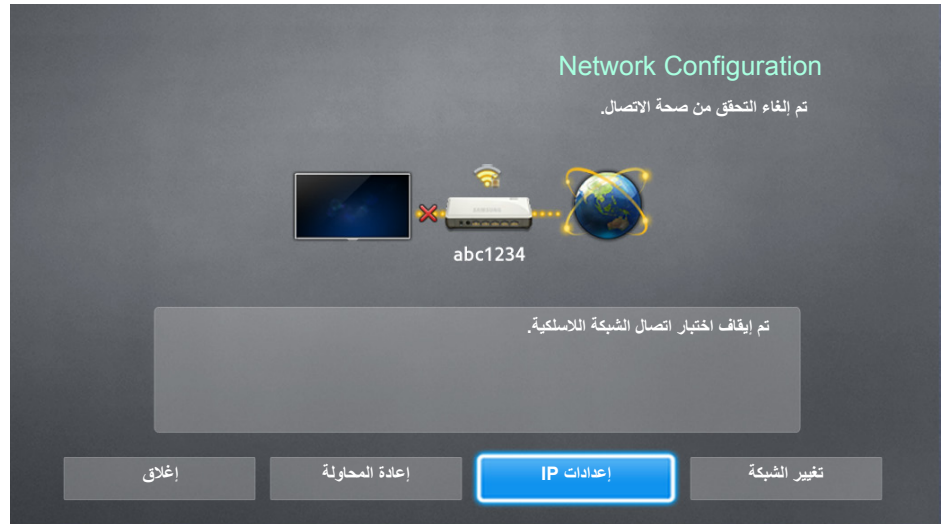 Network Configuration
تم إلغاء التحقق من صحة الاتصال.
SAMSUNG
abc1234
تم إيقاف اختبار اتصال الشبكة اللاسلكية.
تغيير الشبكة
إعدادات IP
إعادة المحاولة
إغلاق